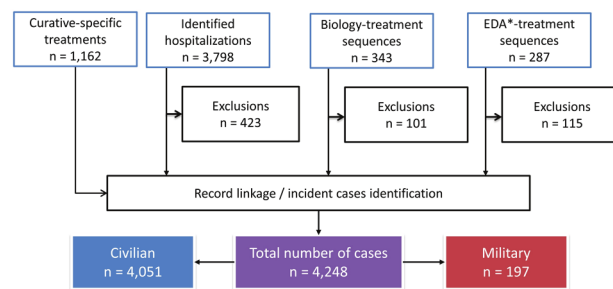 Curative-specific
treatments
n = 1,162
Identified
hospitalizations
n = 3,798
Biology-treatment
sequences
n = 343
EDA*-treatment
sequences
n = 287
Exclusions
n = 423
Exclusions
n = 101
Exclusions
n = 115
Record linkage / incident cases identification
Civilian
n = 4,051
Total number of cases
n = 4,248
Military
n = 197